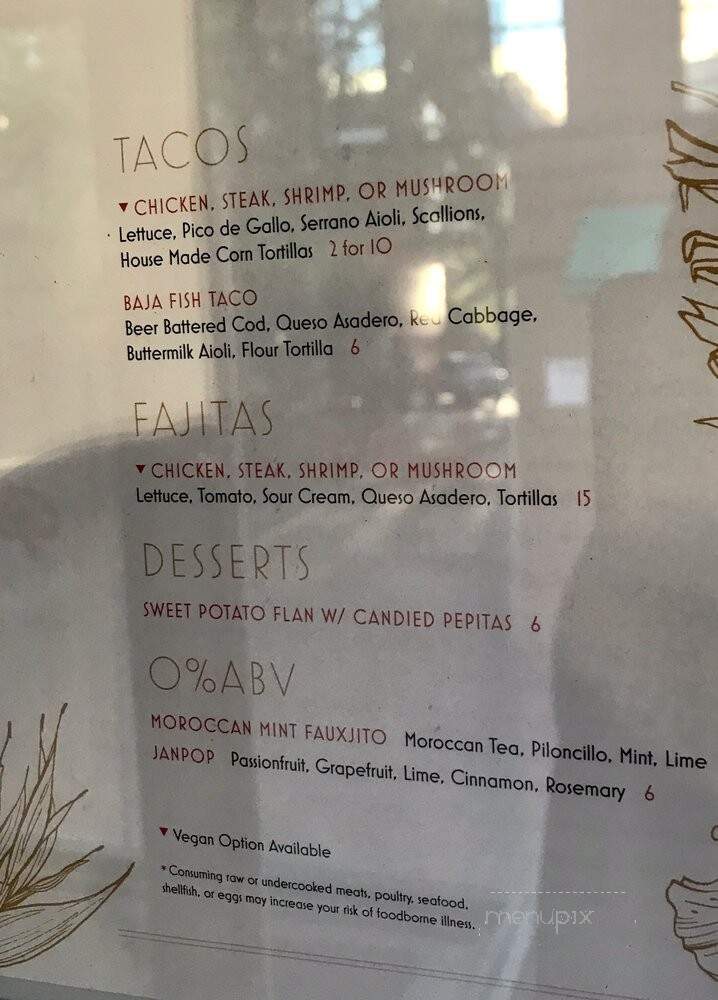 TACOS
▼ CHICKEN, STEAK, SHRIMP, OR MUSHROOM
Lettuce, Pico de Gallo, Serrano Aioli, Scallions,
House Made Corn Tortillas 2 for 10
BAJA FISH TACO
Beer Battered Cod, Queso Asadero, Red Cabbage,
Buttermilk Aioli, Flour Tortilla 6
FAJITAS
▼ CHICKEN, STEAK, SHRIMP, OR MUSHROOM
Lettuce, Tomato, Sour Cream, Queso Asadero, Tortillas 15
DESSERTS
SWEET POTATO FLAN W/ CANDIED PEPITAS 6
0%ABV
MOROCCAN MINT FAUXJITO Moroccan Tea, Piloncillo, Mint, Lime
JANPOP Passionfruit, Grapefruit, Lime, Cinnamon, Rosemary 6
▼ Vegan Option Available
* Consuming raw or undercooked meats, poultry, seafood,
shellfish, or eggs may increase your risk of foodborne illness.
menupix